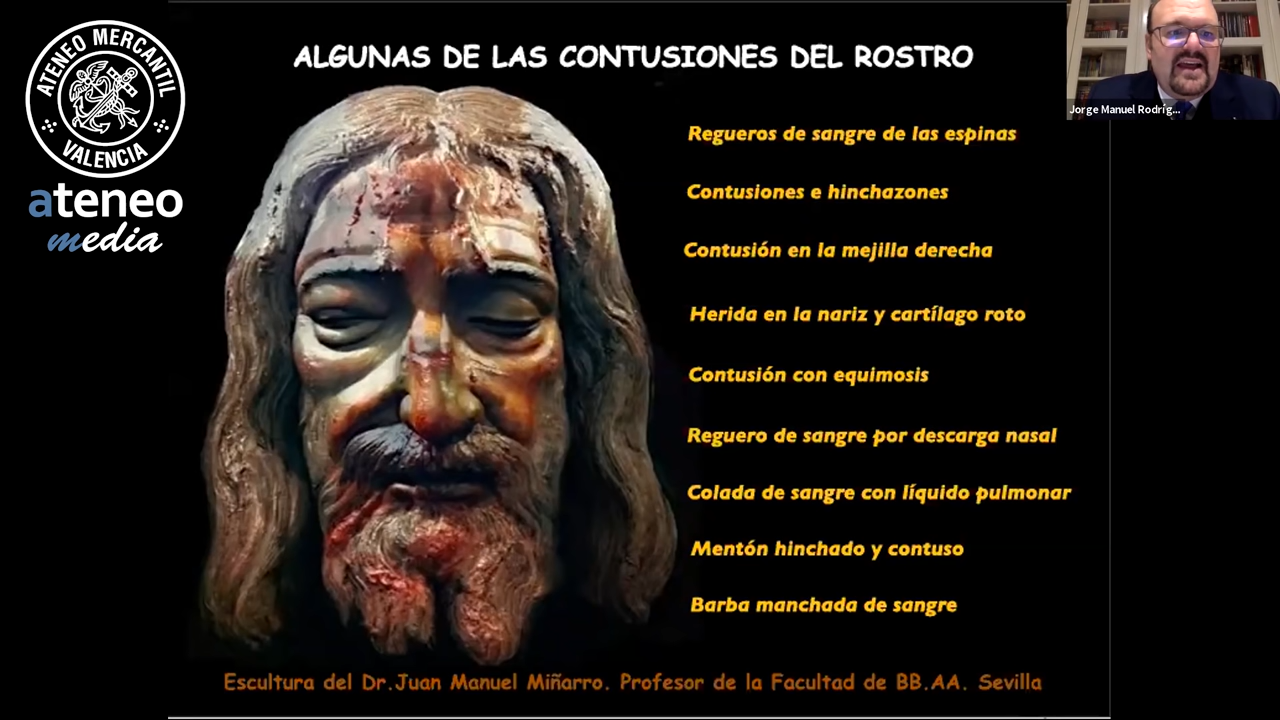 ATENEO MERCANTIL
VALENCIA
ateneo
media
ALGUNAS DE LAS CONTUSIONES DEL ROSTRO
Jorge Manuel Rodríg...
Regueros de sangre de las espinas
Contusiones e hinchazones
Contusión en la mejilla derecha
Herida en la nariz y cartílago roto
Contusión con equimosis
Reguero de sangre por descarga nasal
Colada de sangre con líquido pulmonar
Mentón hinchado y contuso
Barba manchada de sangre
Escultura del Dr.Juan Manuel Miñarro. Profesor de la Facultad de BB.AA. Sevilla